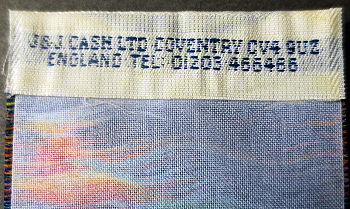 J&J. CASH LTD COVENTRY CV4 9UZ
ENGLAND TEL: 01203 466466